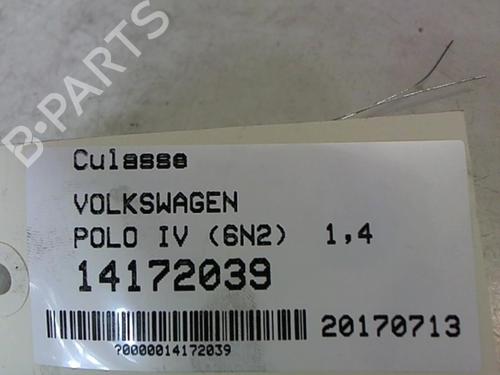 B-PARTS
Culasse
VOLKSWAGEN
POLO IV (6N2) 1,4
14172039
20170713
?0000014172039